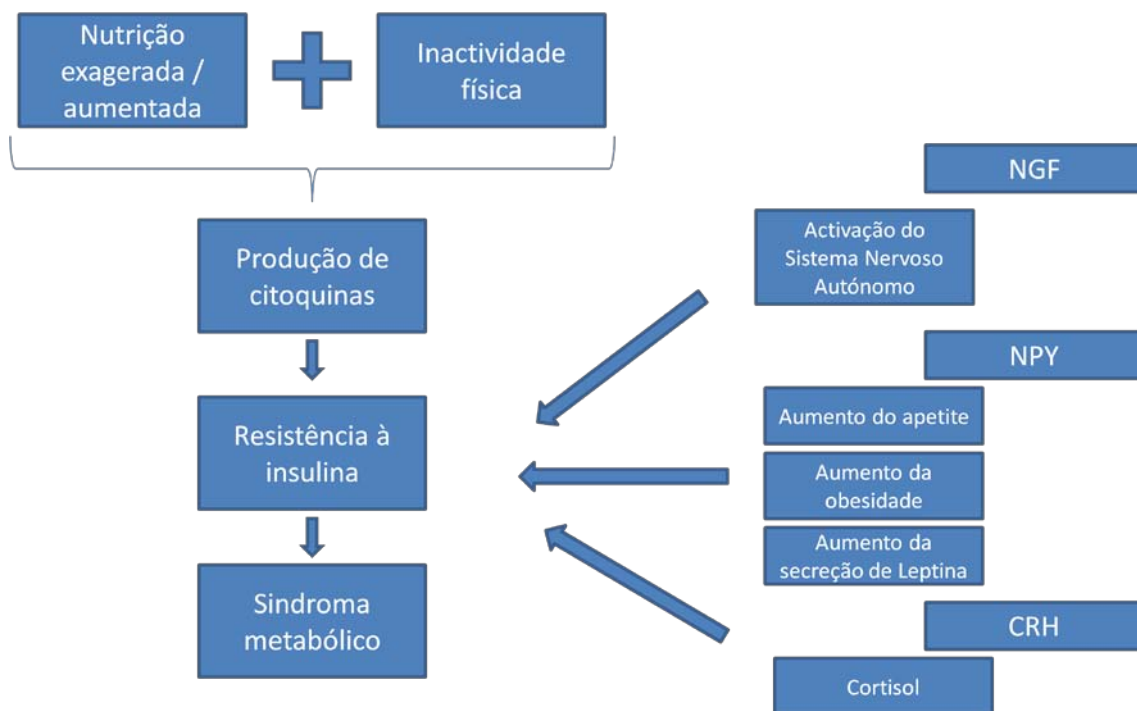 Nutrição
exagerada /
aumentada
Inactividade
física
Produção de
citoquinas
Resistência à
insulina
Sindroma
metabólico
NGF
Activação do
Sistema Nervoso
Autónomo
NPY
Aumento do apetite
Aumento da
obesidade
Aumento da
secreção de Leptina
CRH
Cortisol